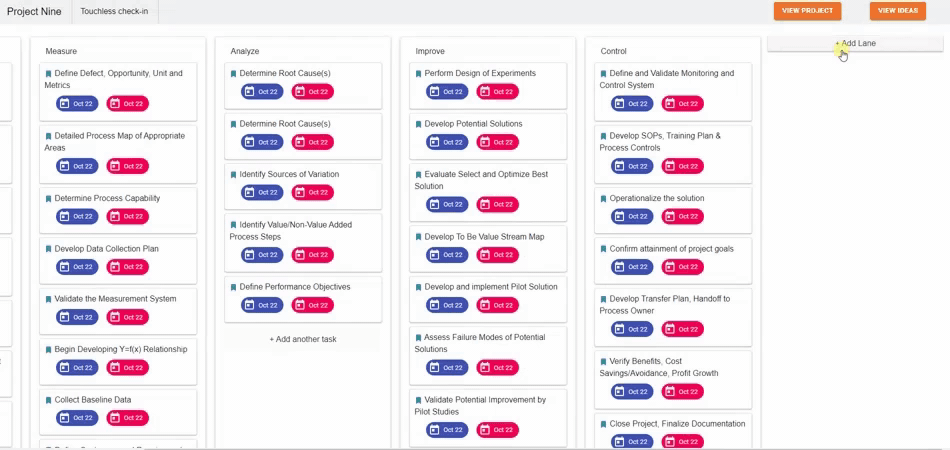 Project Nine
Touchless check-in
VIEW PROJECT
VIEW IDEAS
Measure
Define Defect, Opportunity, Unit and
Metrics
Oct 22 Oct 22
Detailed Process Map of Appropriate
Areas
Oct 22 Oct 22
Determine Process Capability
Oct 22 Oct 22
Develop Data Collection Plan
Oct 22 Oct 22
Validate the Measurement System
Oct 22 Oct 22
Begin Developing Y=f(x) Relationship
Oct 22 Oct 22
Collect Baseline Data
Oct 22 Oct 22
Analyze
Determine Root Cause(s)
Oct 22 Oct 22
Determine Root Cause(s)
Oct 22 Oct 22
Identify Sources of Variation
Oct 22 Oct 22
Identify Value/Non-Value Added
Process Steps
Oct 22 Oct 22
Define Performance Objectives
Oct 22 Oct 22
+ Add another task
Improve
Perform Design of Experiments
Oct 22 Oct 22
Develop Potential Solutions
Oct 22 Oct 22
Evaluate Select and Optimize Best
Solution
Oct 22 Oct 22
Develop To Be Value Stream Map
Oct 22 Oct 22
Develop and implement Pilot Solution
Oct 22 Oct 22
Assess Failure Modes of Potential
Solutions
Oct 22 Oct 22
Validate Potential Improvement by
Pilot Studies
Oct 22 Oct 22
Control
Define and Validate Monitoring and
Control System
Oct 22 Oct 22
Develop SOPs, Training Plan &
Process Controls
Oct 22 Oct 22
Operationalize the solution
Oct 22 Oct 22
Confirm attainment of project goals
Oct 22 Oct 22
Develop Transfer Plan, Handoff to
Process Owner
Oct 22 Oct 22
Verify Benefits, Cost
Savings/Avoidance, Profit Growth
Oct 22 Oct 22
Close Project, Finalize Documentation
Oct 22 Oct 22
+ Add Lane